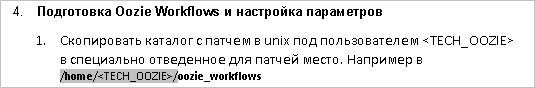 4. Подготовка Oozie Workflows и настройка параметров
1. Скопировать каталог с патчем в unix под пользователем <TECH_OOZIE>
в специально отведенное для патчей место. Например в
/home/<TECH_OOZIE>/oozie_workflows